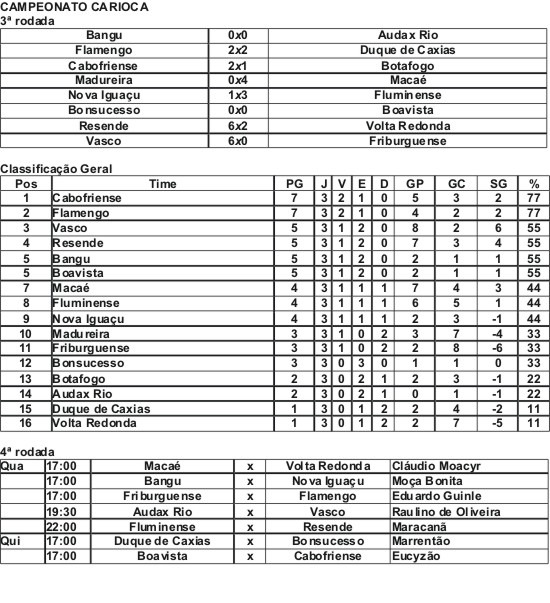 CAMPEONATO CARIOCA
3ª rodada
Bangu 0x0 Audax Rio
Flamengo 2x2 Duque de Caxias
Cabofriense 2x1 Botafogo
Madureira 0x4 Macaé
Nova Iguaçu 1x3 Fluminense
Bonsucesso 0x0 Boavista
Resende 6x2 Volta Redonda
Vasco 6x0 Friburguense
Classificação Geral
Pos Time PG J V E D GP GC SG %
1 Cabofriense 7 3 2 1 0 5 3 2 77
2 Flamengo 7 3 2 1 0 4 2 2 77
3 Vasco 5 3 1 2 0 8 2 6 55
4 Resende 5 3 1 2 0 7 3 4 55
5 Bangu 5 3 1 2 0 2 1 1 55
5 Boavista 5 3 1 2 0 2 1 1 55
7 Macaé 4 3 1 1 1 7 4 3 44
8 Fluminense 4 3 1 1 1 6 5 1 44
9 Nova Iguaçu 4 3 1 1 1 2 3 -1 44
10 Madureira 3 3 1 0 2 3 7 -4 33
11 Friburguense 3 3 1 0 2 2 8 -6 33
12 Bonsucesso 3 3 0 3 0 1 1 0 33
13 Botafogo 2 3 0 2 1 2 3 -1 22
14 Audax Rio 2 3 0 2 1 0 1 -1 22
15 Duque de Caxias 1 3 0 1 2 2 4 -2 11
16 Volta Redonda 1 3 0 1 2 2 7 -5 11
4ª rodada
Qua 17:00 Macaé x Volta Redonda Cláudio Moacyr
17:00 Bangu x Nova Iguaçu Moça Bonita
17:00 Friburguense x Flamengo Eduardo Guinle
19:30 Audax Rio x Vasco Raulino de Oliveira
22:00 Fluminense x Resende Maracanã
Qui 17:00 Duque de Caxias x Bonsucesso Marrentão
17:00 Boavista x Cabofriense Eucyzão